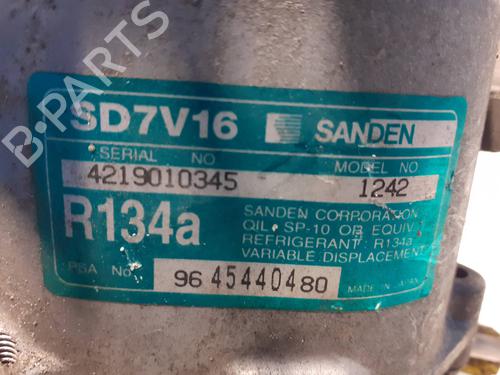 SD7V16 SANDEN
SERIAL NO MODEL NO
4219010345 1242
R134a
SANDEN CORPORATION
OIL: SP-10 OR EQUIV.
REFRIGERANT: R134a
VARIABLE DISPLACEMENT
PSA No 96 45440480
MADE IN JAPAN
B-PARTS
B-PARTS